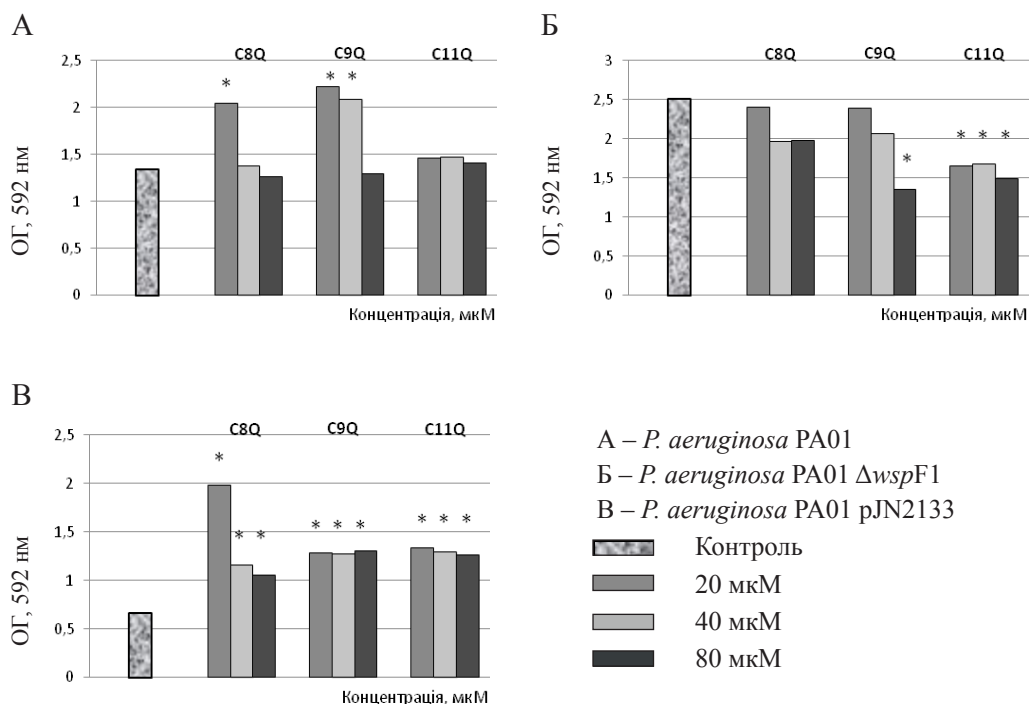 А
C8Q C9Q C11Q
2,5
2
1,5
1
0,5
0
* * *
ОГ, 592 нм
Концентрація, мкМ
Б
C8Q C9Q C11Q
3
2,5
2
1,5
1
0,5
0
* * * *
ОГ, 592 нм
Концентрація, мкМ
В
C8Q C9Q C11Q
2,5
2
1,5
1
0,5
0
* * * * * * * * *
ОГ, 592 нм
Концентрація, мкМ
А – P. aeruginosa PA01
Б – P. aeruginosa PA01 ΔwspF1
В – P. aeruginosa PA01 pJN2133
Контроль
20 мкМ
40 мкМ
80 мкМ